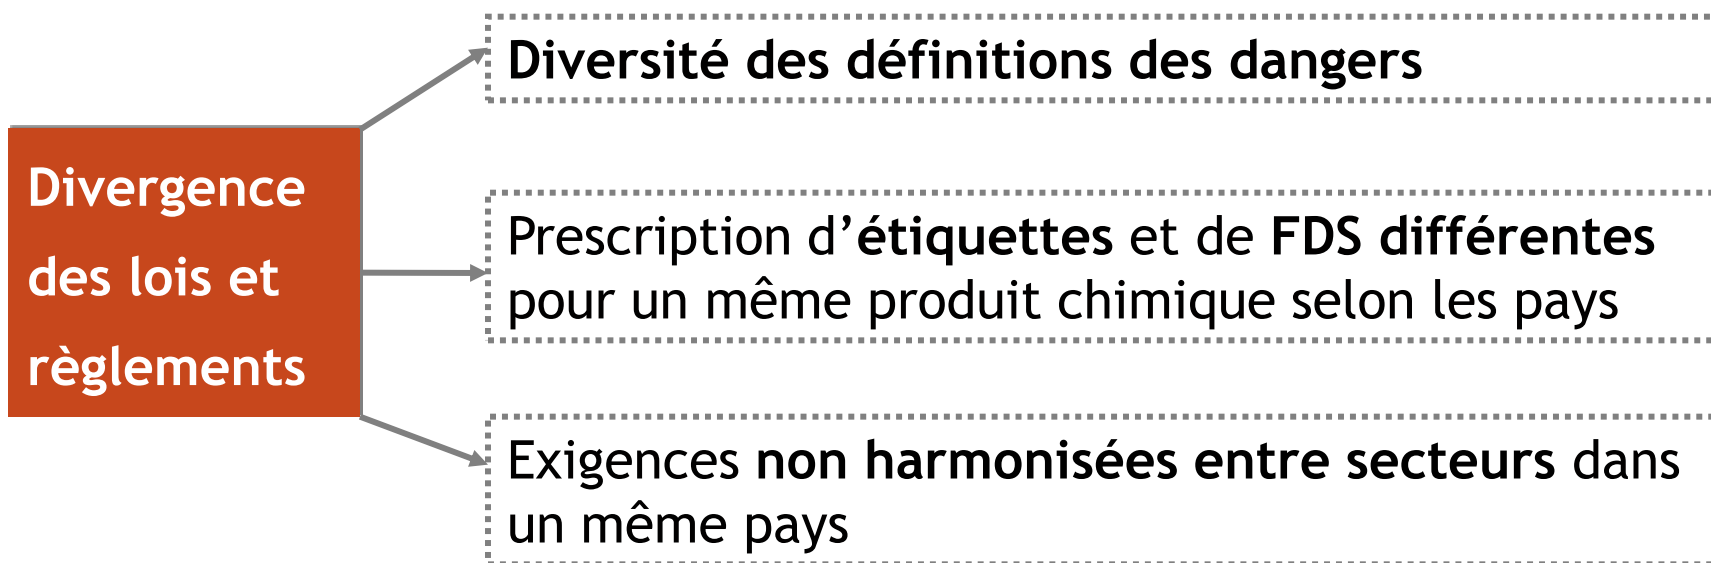 Divergence
des lois et
règlements
Diversité des définitions des dangers
Prescription d’étiquettes et de FDS différentes
pour un même produit chimique selon les pays
Exigences non harmonisées entre secteurs dans
un même pays